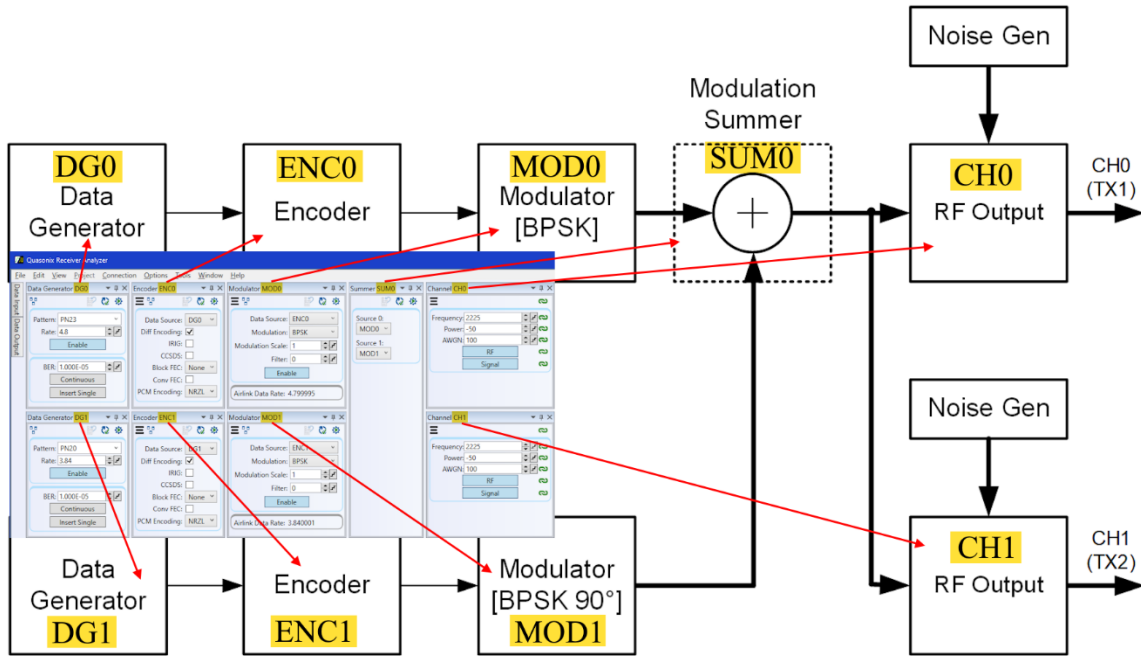 Noise Gen
Modulation
Summer
SUM0
DG0
Data
Generator
ENC0
Encoder
MOD0
Modulator
[BPSK]
CH0
RF Output
CH0
(TX1)
Quasonix Receiver Analyzer
File Edit View Project Connection Options Tools Window Help
Data Input
Data Output
Data Generator DG0
Pattern: PN23
Rate: 4.8
Enable
BER: 1.000E-05
Continuous
Insert Single
Encoder ENC0
Data Source: DG0
Diff Encoding:
IRIG:
CCSDS:
Block FEC: None
Conv FEC:
PCM Encoding: NRZL
Modulator MOD0
Data Source: ENC0
Modulation: BPSK
Modulation Scale: 1
Filter: 0
Enable
Airlink Data Rate: 4.799995
Summer SUM0
Source 0:
MOD0
Source 1:
MOD1
Channel CH0
Frequency: 2225
Power: -50
AWGN: 100
RF
Signal
Data Generator DG1
Pattern: PN20
Rate: 3.84
Enable
BER: 1.000E-05
Continuous
Insert Single
Encoder ENC1
Data Source: DG1
Diff Encoding:
IRIG:
CCSDS:
Block FEC: None
Conv FEC:
PCM Encoding: NRZL
Modulator MOD1
Data Source: ENC1
Modulation: BPSK
Modulation Scale: 1
Filter: 0
Enable
Airlink Data Rate: 3.840001
Channel CH1
Frequency: 2225
Power: -50
AWGN: 100
RF
Signal
Noise Gen
Data
Generator
DG1
Encoder
ENC1
Modulator
[BPSK 90°]
MOD1
CH1
RF Output
CH1
(TX2)